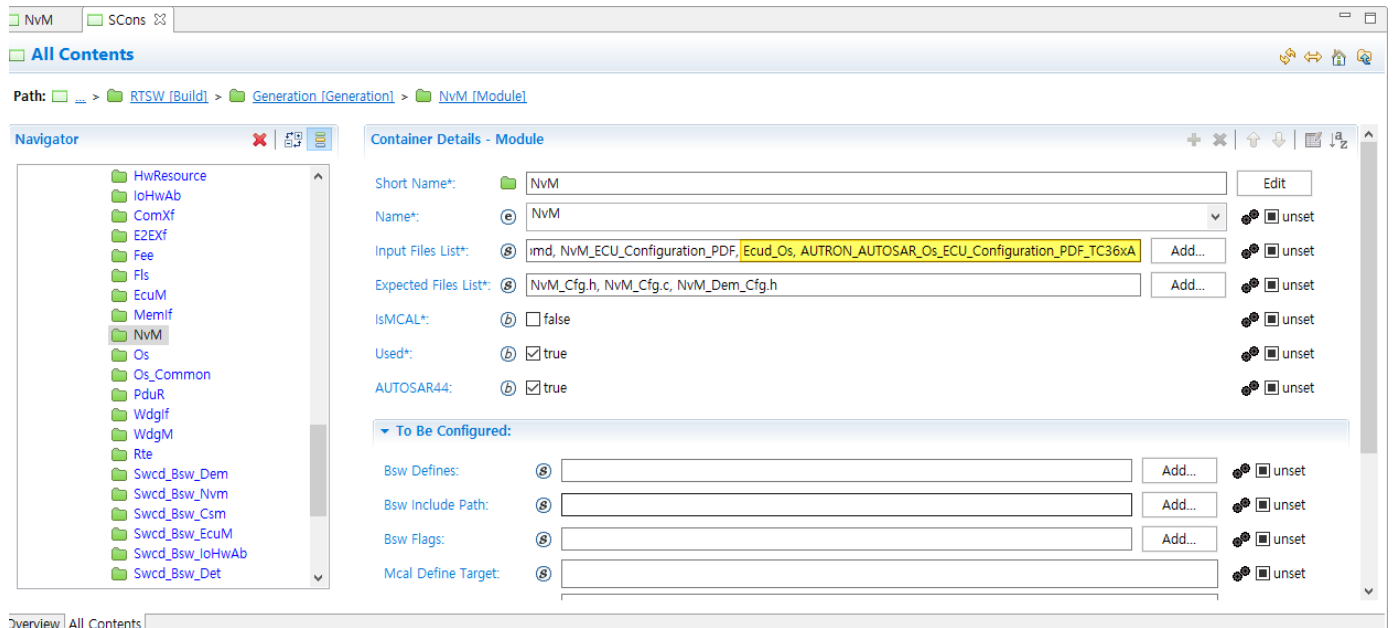 NvM SCons
All Contents
Path: ... > RTSW [Build] > Generation [Generation] > NvM [Module]
Navigator
HwResource
IoHwAb
ComXf
E2EXf
Fee
Fls
EcuM
MemIf
NvM
Os
Os_Common
PduR
WdgIf
WdgM
Rte
Swcd_Bsw_Dem
Swcd_Bsw_Nvm
Swcd_Bsw_Csm
Swcd_Bsw_EcuM
Swcd_Bsw_IoHwAb
Swcd_Bsw_Det
Container Details - Module
Short Name*: NvM Edit
Name*: NvM unset
Input Files List*: omd, NvM_ECU_Configuration_PDF, Ecud_Os, AUTRON_AUTOSAR_Os_ECU_Configuration_PDF_TC36xA Add... unset
Expected Files List*: NvM_Cfg.h, NvM_Cfg.c, NvM_Dem_Cfg.h Add... unset
IsMCAL*: false unset
Used*: true unset
AUTOSAR44: true unset
To Be Configured:
Bsw Defines: Add... unset
Bsw Include Path: Add... unset
Bsw Flags: Add... unset
Mcal Define Target: unset
Overview All Contents